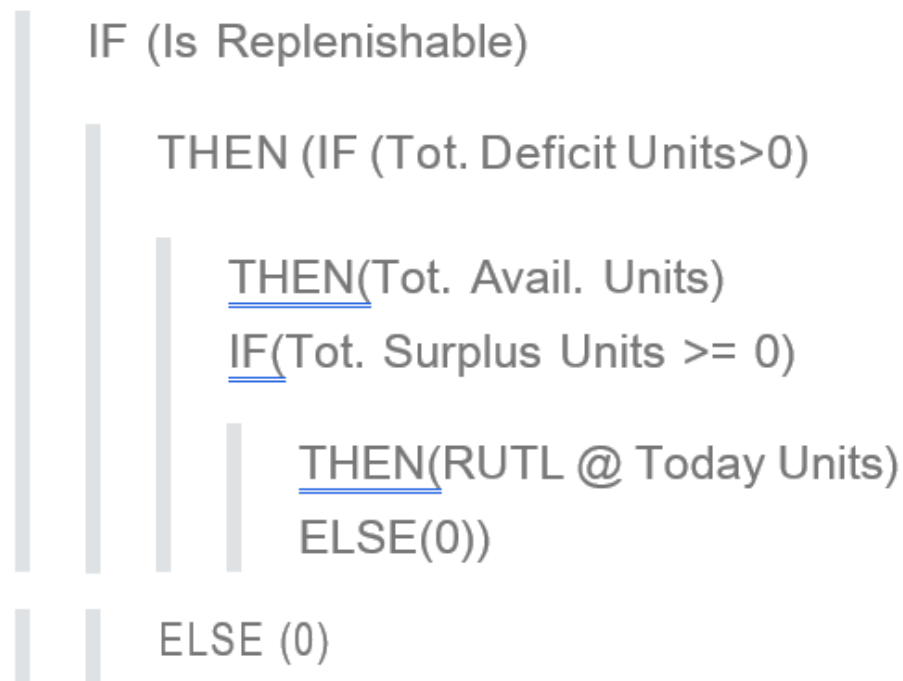 IF (Is Replenishable)
THEN (IF (Tot. Deficit Units>0)
THEN(Tot. Avail. Units)
IF(Tot. Surplus Units >= 0)
THEN(RUTL @ Today Units)
ELSE(0))
ELSE (0)